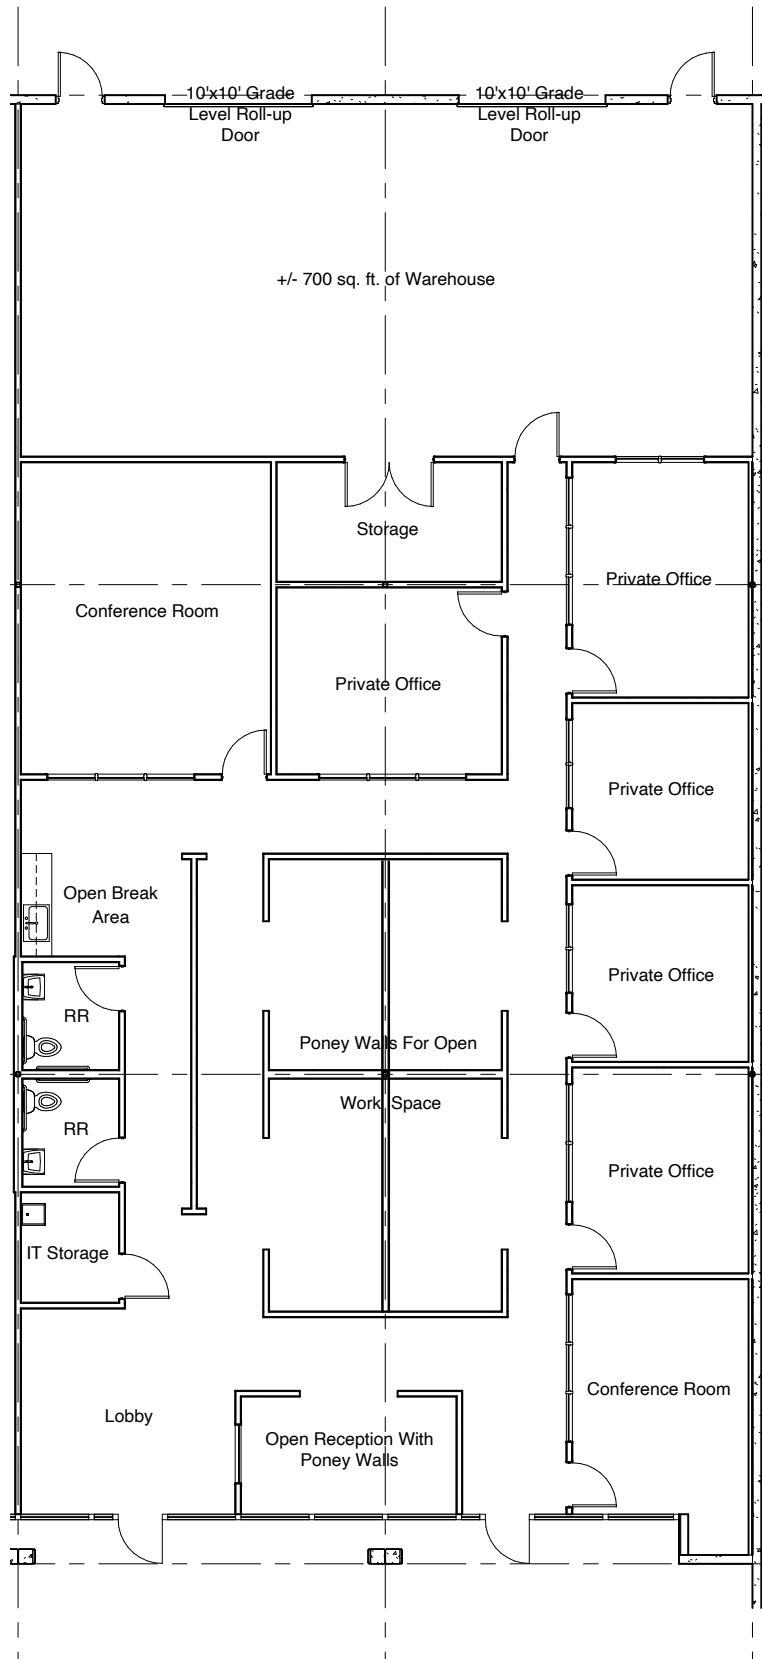 10'x10' Grade
Level Roll-up
Door
10'x10' Grade
Level Roll-up
Door
+/- 700 sq. ft. of Warehouse
Storage
Private Office
Conference Room
Private Office
Private Office
Open Break
Area
Private Office
RR
Poney Walls For Open
Work Space
RR
Private Office
IT Storage
Conference Room
Lobby
Open Reception With
Poney Walls